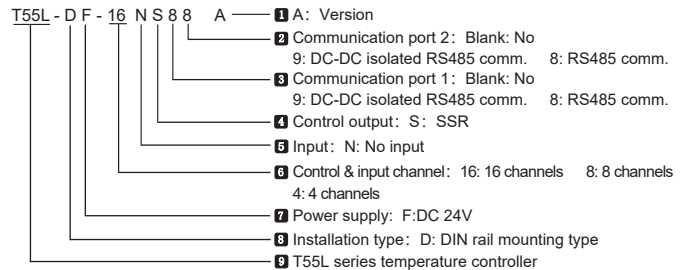 T55L - D F - 16 N S 8 8 A
1 A: Version
2 Communication port 2: Blank: No
9: DC-DC isolated RS485 comm. 8: RS485 comm.
3 Communication port 1: Blank: No
9: DC-DC isolated RS485 comm. 8: RS485 comm.
4 Control output: S: SSR
5 Input: N: No input
6 Control & input channel: 16: 16 channels 8: 8 channels
4: 4 channels
7 Power supply: F:DC 24V
8 Installation type: D: DIN rail mounting type
9 T55L series temperature controller